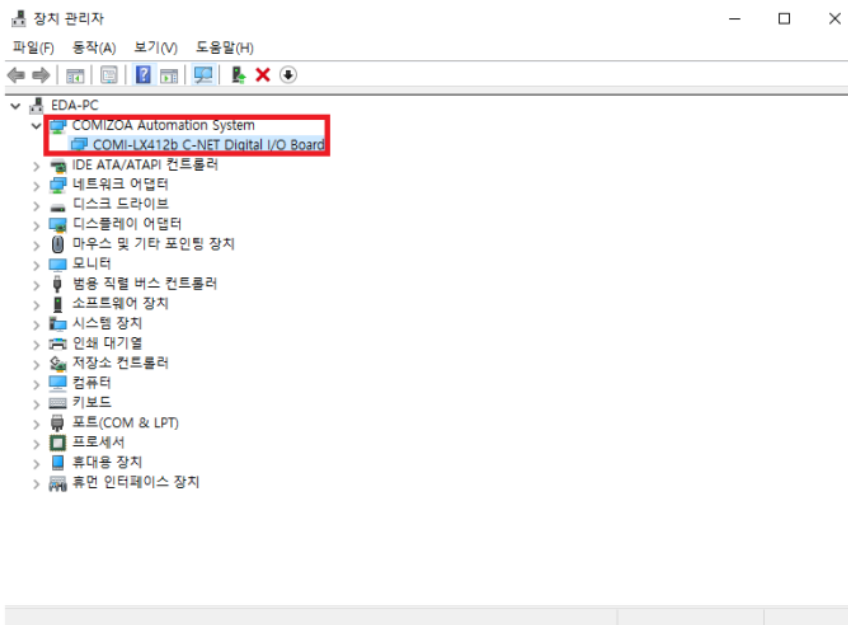 장치 관리자
파일(F) 동작(A) 보기(V) 도움말(H)
EDA-PC
COMIZOA Automation System
COMI-LX412b C-NET Digital I/O Board
IDE ATA/ATAPI 컨트롤러
네트워크 어댑터
디스크 드라이브
디스플레이 어댑터
마우스 및 기타 포인팅 장치
모니터
범용 직렬 버스 컨트롤러
소프트웨어 장치
시스템 장치
인쇄 대기열
저장소 컨트롤러
컴퓨터
키보드
포트(COM & LPT)
프로세서
휴대용 장치
휴먼 인터페이스 장치